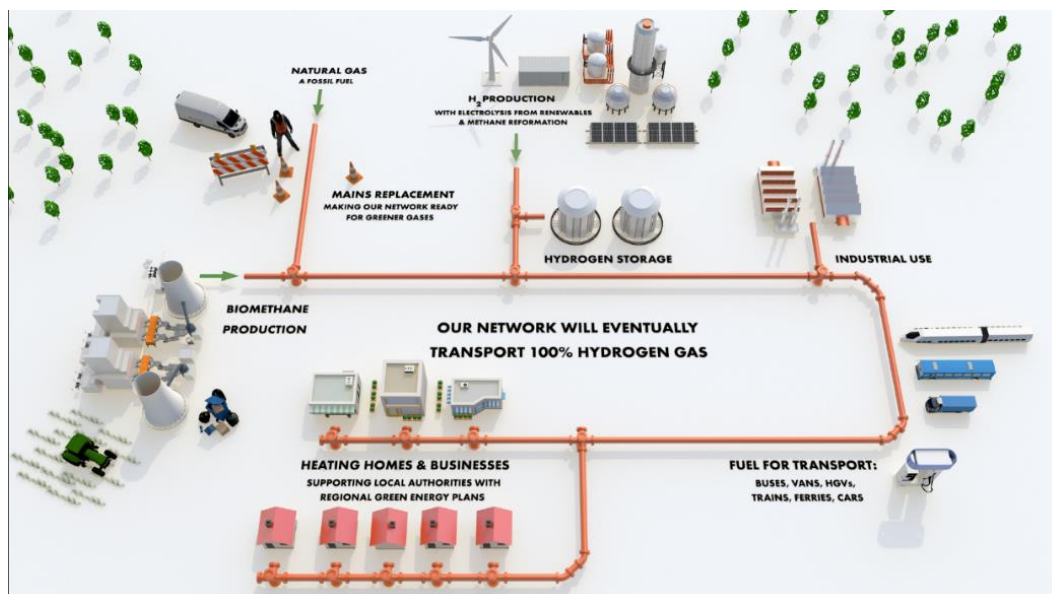 NATURAL GAS
A FOSSIL FUEL
H₂ PRODUCTION
WITH ELECTROLYSIS FROM RENEWABLES
& METHANE REFORMATION
MAINS REPLACEMENT
MAKING OUR NETWORK READY
FOR GREENER GASES
HYDROGEN STORAGE
INDUSTRIAL USE
BIOMETHANE
PRODUCTION
OUR NETWORK WILL EVENTUALLY
TRANSPORT 100% HYDROGEN GAS
HEATING HOMES & BUSINESSES
SUPPORTING LOCAL AUTHORITIES WITH
REGIONAL GREEN ENERGY PLANS
FUEL FOR TRANSPORT:
BUSES, VANS, HGVs,
TRAINS, FERRIES, CARS